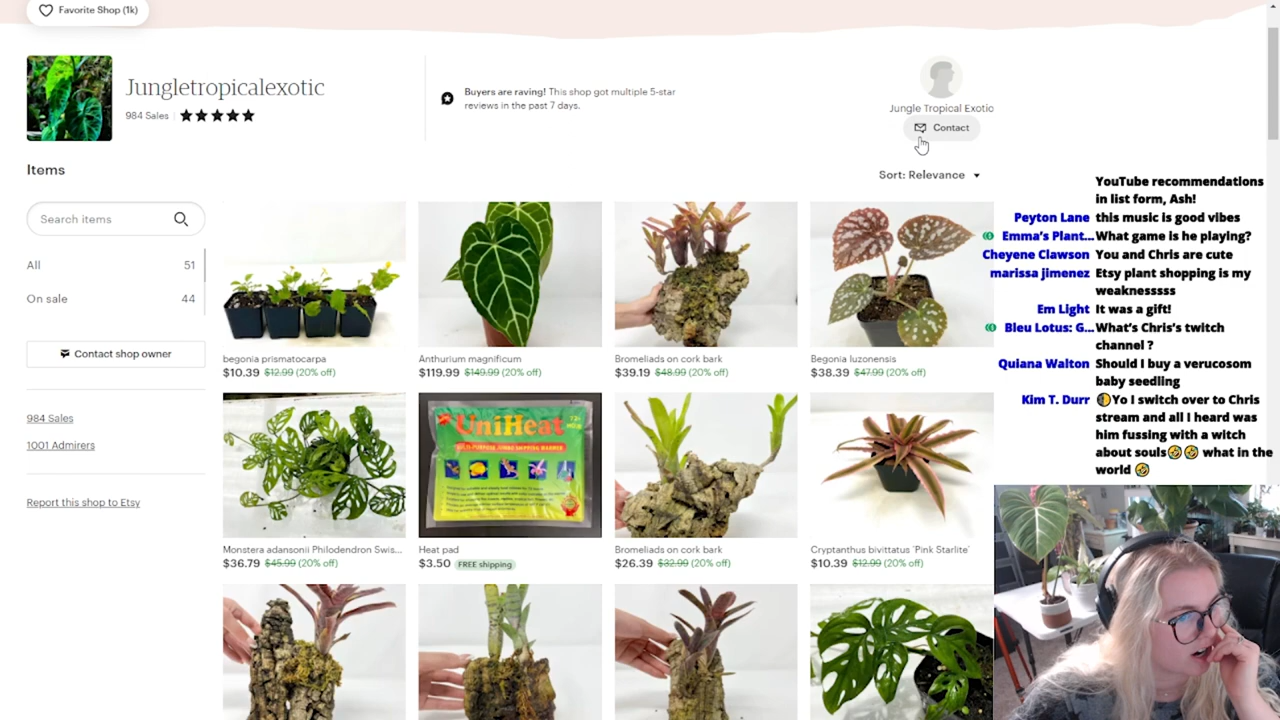 Favorite Shop (1k)
Jungletropicalexotic
984 Sales
Buyers are raving! This shop got multiple 5-star
reviews in the past 7 days.
Jungle Tropical Exotic
Contact
Items
Sort: Relevance
Search items
All 51
On sale 44
Contact shop owner
984 Sales
1001 Admirers
Report this shop to Etsy
begonia prismatocarpa
$10.39 $12.99 (20% off)
Anthurium magnificum
$119.99 $149.99 (20% off)
Bromeliads on cork bark
$39.19 $48.99 (20% off)
Begonia luzonensis
$38.39 $47.99 (20% off)
UniHeat
72+
Monstera adansonii Philodendron Swis...
$36.79 $45.99 (20% off)
Heat pad
$3.50 FREE shipping
Bromeliads on cork bark
$26.39 $32.99 (20% off)
Cryptanthus bivittatus 'Pink Starlite'
$10.39 $12.99 (20% off)
YouTube recommendations
in list form, Ash!
Peyton Lane this music is good vibes
Emma's Plant... What game is he playing?
Cheyene Clawson You and Chris are cute
marissa jimenez Etsy plant shopping is my
weaknesssss
Em Light It was a gift!
Bleu Lotus: G... What's Chris's twitch
channel ?
Quiana Walton Should I buy a verucosom
baby seedling
Kim T. Durr Yo I switch over to Chris
stream and all I heard was
him fussing with a witch
about souls🤣🤣 what in the
world 🤣